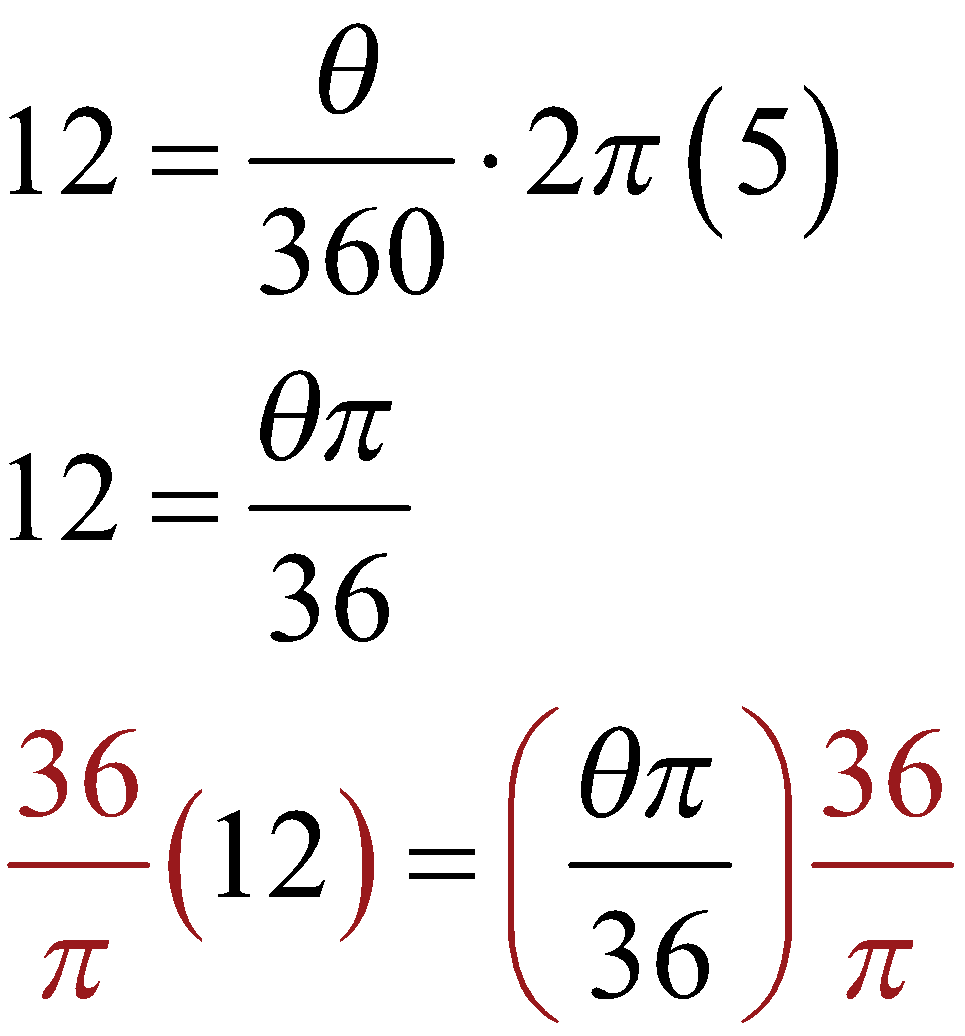 12 = θ/360 · 2π(5)
12 = θπ/36
36/π (12) = (θπ/36) 36/π